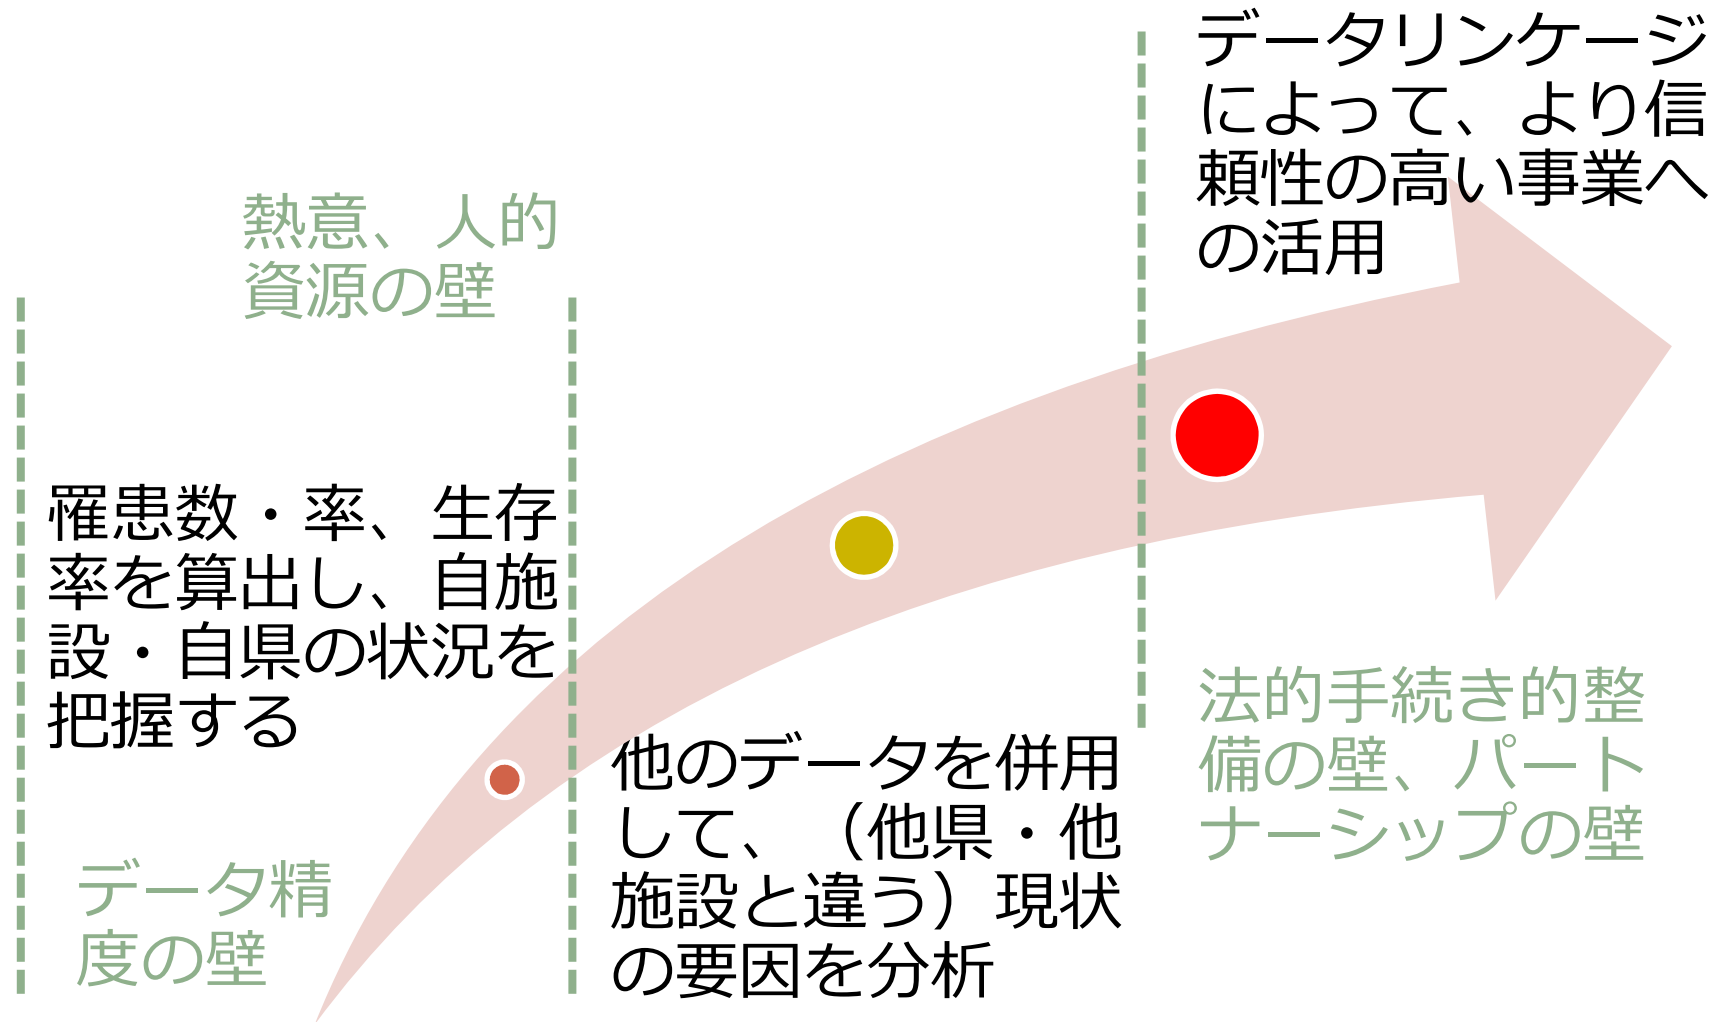 データリンケージ
によって、より信
頼性の高い事業へ
の活用
熱意、人的
資源の壁
罹患数・率、生存
率を算出し、自施
設・自県の状況を
把握する
データ精
度の壁
他のデータを併用
して、（他県・他
施設と違う）現状
の要因を分析
法的手続き的整
備の壁、パート
ナーシップの壁